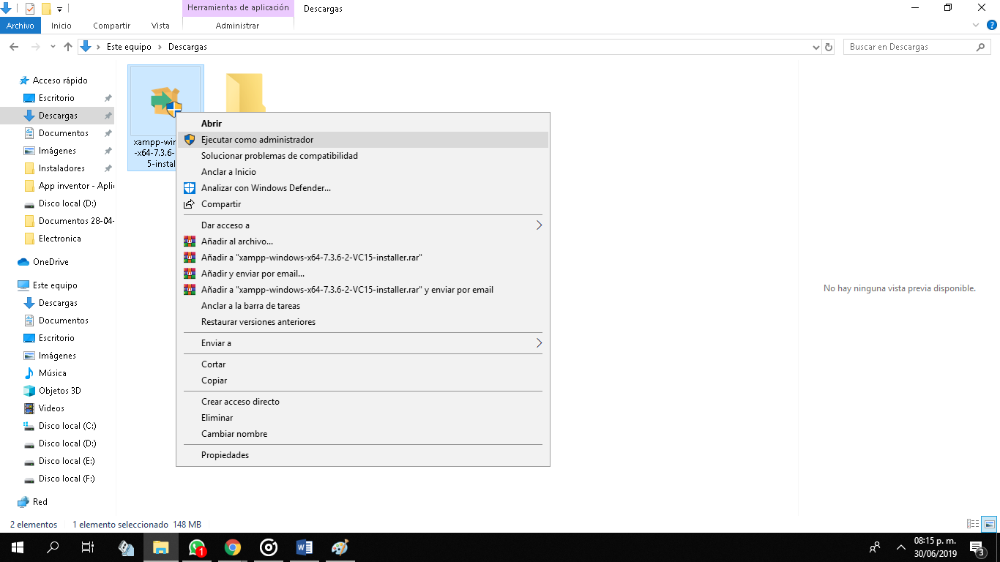 Herramientas de aplicación
Descargas
Archivo
Inicio
Compartir
Vista
Administrar
Este equipo
Descargas
Buscar en Descargas
Acceso rápido
Escritorio
Descargas
Documentos
Imágenes
Instaladores
App inventor - Aplic
Disco local (D:)
Documentos 28-04-
Electronica
OneDrive
Este equipo
Descargas
Documentos
Escritorio
Imágenes
Música
Objetos 3D
Videos
Disco local (C:)
Disco local (D:)
Disco local (E:)
Disco local (F:)
Red
xampp-win
-x64-7.3.6-
5-instal
Abrir
Ejecutar como administrador
Solucionar problemas de compatibilidad
Anclar a Inicio
Analizar con Windows Defender...
Compartir
Dar acceso a
Añadir al archivo...
Añadir a "xampp-windows-x64-7.3.6-2-VC15-installer.rar"
Añadir y enviar por email...
Añadir a "xampp-windows-x64-7.3.6-2-VC15-installer.rar" y enviar por email
Anclar a la barra de tareas
Restaurar versiones anteriores
Enviar a
Cortar
Copiar
Crear acceso directo
Eliminar
Cambiar nombre
Propiedades
No hay ninguna vista previa disponible.
2 elementos
1 elemento seleccionado 148 MB
1
08:15 p. m.
30/06/2019
3